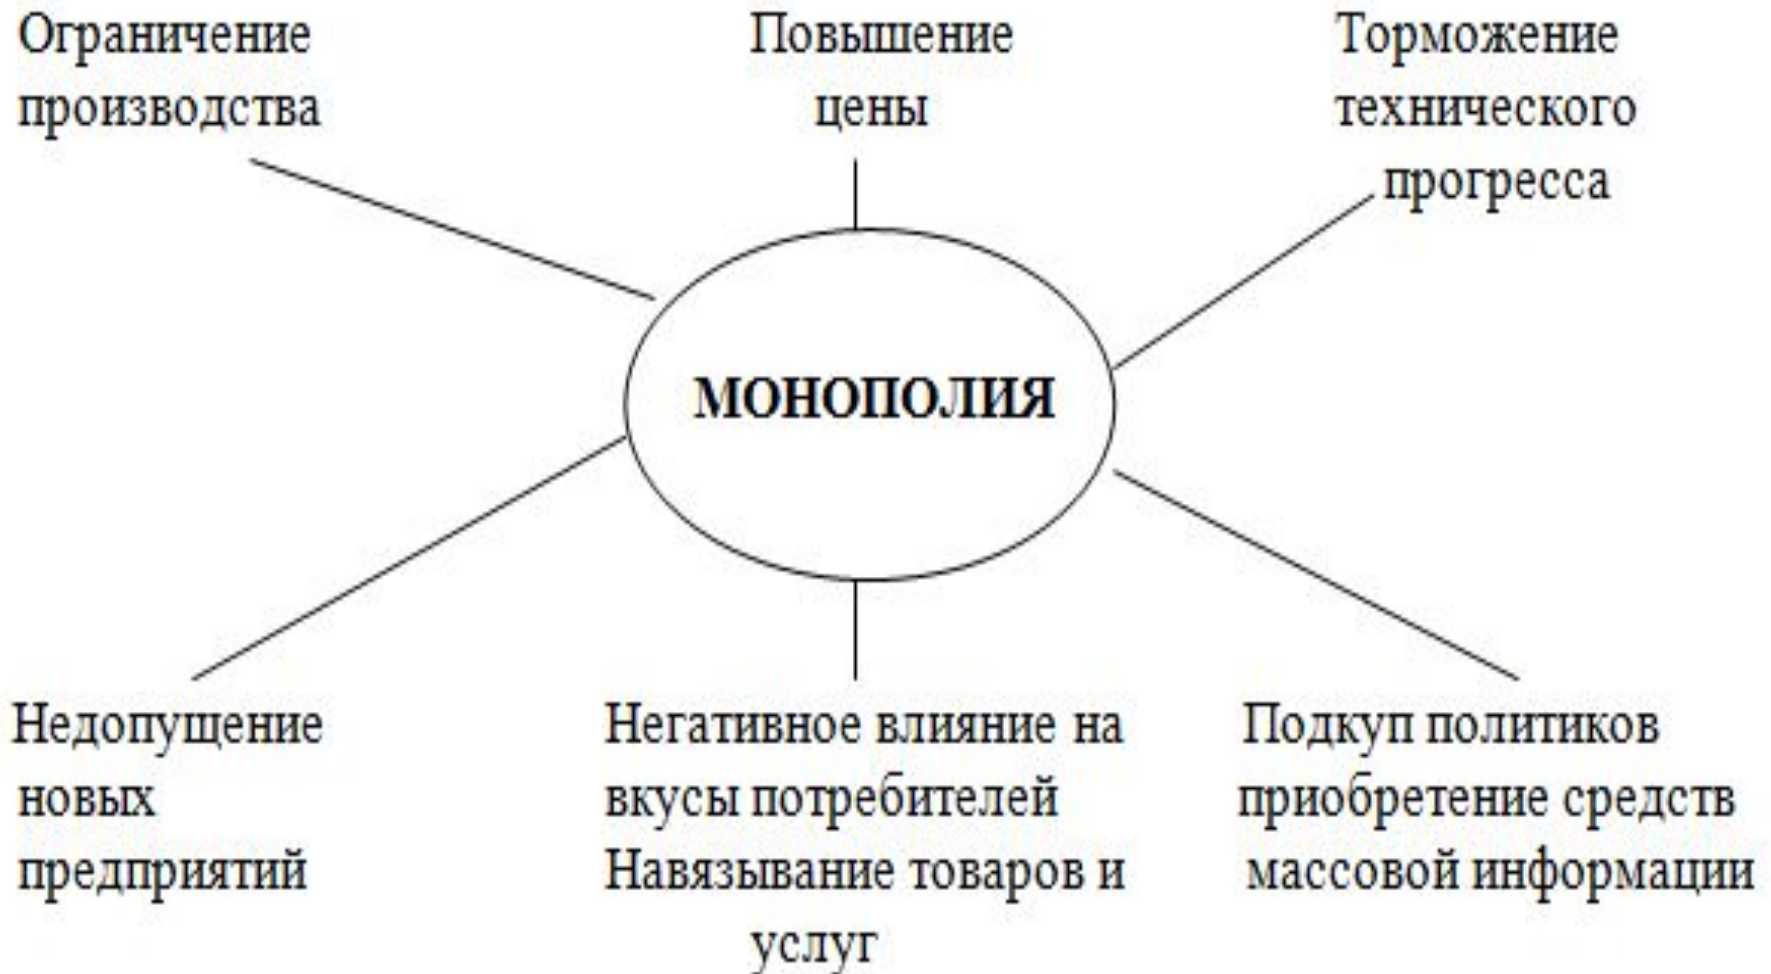 Ограничение
производства
Повышение
цены
Торможение
технического
прогресса
МОНОПОЛИЯ
Недопущение
новых
предприятий
Негативное влияние на
вкусы потребителей
Навязывание товаров и
услуг
Подкуп политиков
приобретение средств
массовой информации